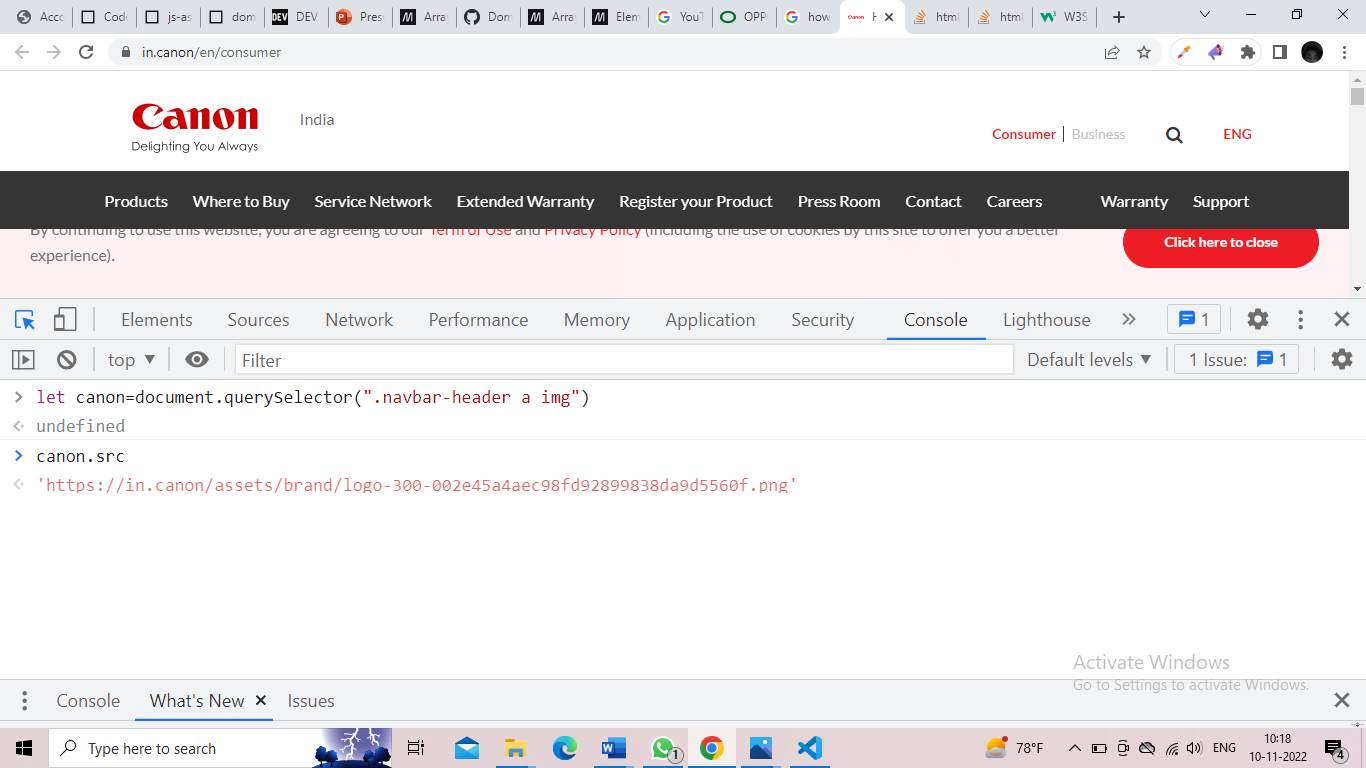 Acco
Code
js-as
dom
DEV DEV
Prese
Array
Dom
Array
Elem
YouT
OPP
how
Canon H
html
html
W3S
in.canon/en/consumer
Canon
Delighting You Always
India
Consumer Business ENG
Products Where to Buy Service Network Extended Warranty Register your Product Press Room Contact Careers Warranty Support
By continuing to use this website, you are agreeing to our Term of Use and Privacy Policy (including the use of cookies by this site to offer you a better
experience).
Click here to close
Elements Sources Network Performance Memory Application Security Console Lighthouse » 1
top Filter Default levels 1 Issue: 1
let canon=document.querySelector(".navbar-header a img")
undefined
canon.src
'https://in.canon/assets/brand/logo-300-002e45a4aec98fd92899838da9d5560f.png'
Activate Windows
Go to Settings to activate Windows.
Console What's New Issues
Type here to search
1
78°F
ENG
10:18
10-11-2022
4